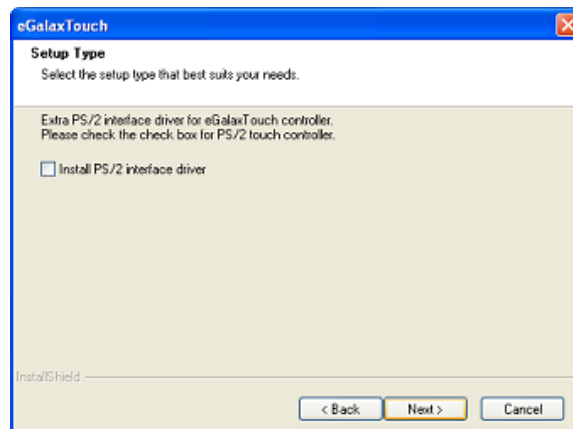 eGalaxTouch
Setup Type
Select the setup type that best suits your needs.
Extra PS/2 interface driver for eGalaxTouch controller.
Please check the check box for PS/2 touch controller.
Install PS/2 interface driver
InstallShield
< Back Next > Cancel